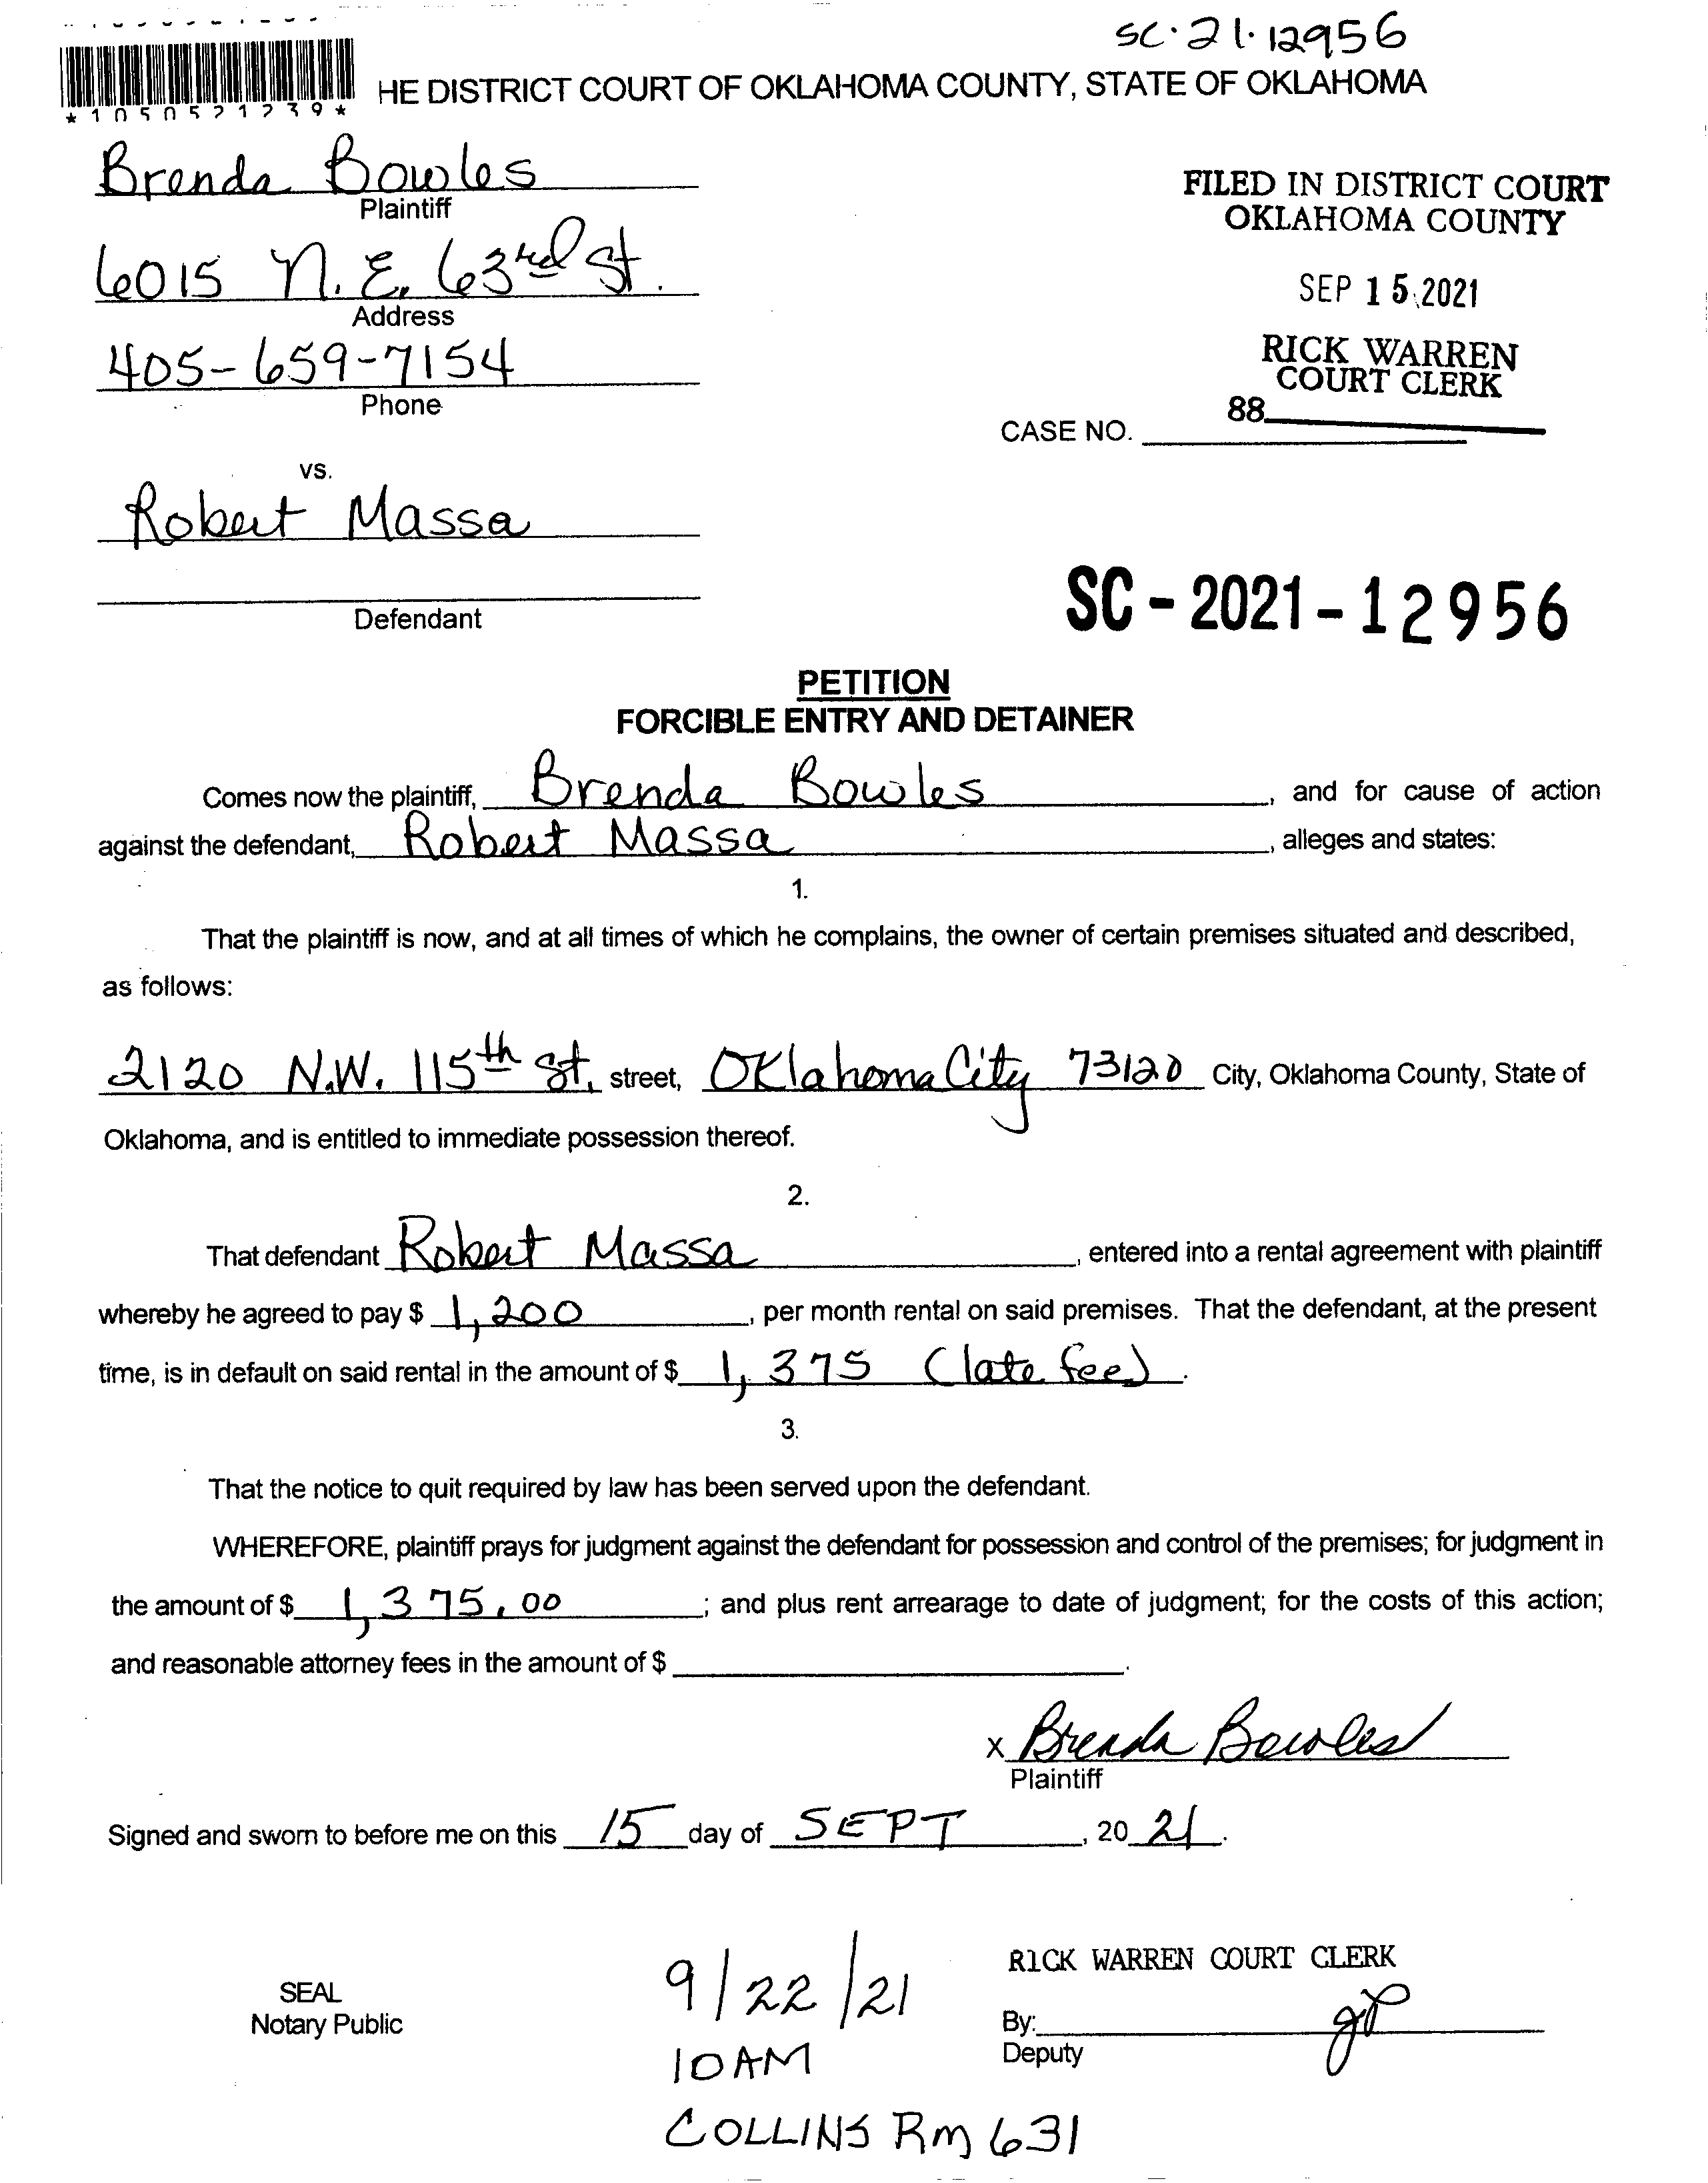 SC·21·12956
HE DISTRICT COURT OF OKLAHOMA COUNTY, STATE OF OKLAHOMA
*1050521239*
Brenda Bowles
Plaintiff
6015 N.E. 63rd St.
Address
405-659-7154
Phone
FILED IN DISTRICT COURT
OKLAHOMA COUNTY
SEP 15 2021
RICK WARREN
COURT CLERK
88
CASE NO.
vs.
Robert Massa
Defendant
SC-2021-12956
PETITION
FORCIBLE ENTRY AND DETAINER
Comes now the plaintiff, Brenda Bowles, and for cause of action
against the defendant, Robert Massa, alleges and states:
1.
That the plaintiff is now, and at all times of which he complains, the owner of certain premises situated and described,
as follows:
2120 N.W. 115th St. street, Oklahoma City 73120 City, Oklahoma County, State of
Oklahoma, and is entitled to immediate possession thereof.
2.
That defendant Robert Massa, entered into a rental agreement with plaintiff
whereby he agreed to pay $ 1,200, per month rental on said premises. That the defendant, at the present
time, is in default on said rental in the amount of $ 1,375 (late fee).
3.
That the notice to quit required by law has been served upon the defendant.
WHEREFORE, plaintiff prays for judgment against the defendant for possession and control of the premises; for judgment in
the amount of $ 1,375.00; and plus rent arrearage to date of judgment; for the costs of this action;
and reasonable attorney fees in the amount of $ .
x Brenda Bowles
Plaintiff
Signed and sworn to before me on this 15 day of SEPT, 20 21.
SEAL
Notary Public
9/22/21
10 AM
COLLINS Rm 631
RICK WARREN COURT CLERK
By:
Deputy